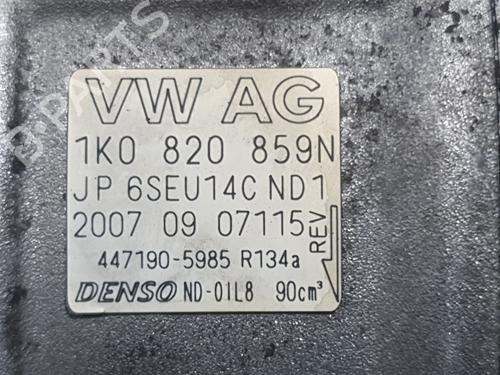 VW AG
1K0 820 859N
JP 6SEU14C ND1
2007 09 07115
REV
447190-5985 R134a
DENSO ND-OIL8 90cm³
B-PARTS